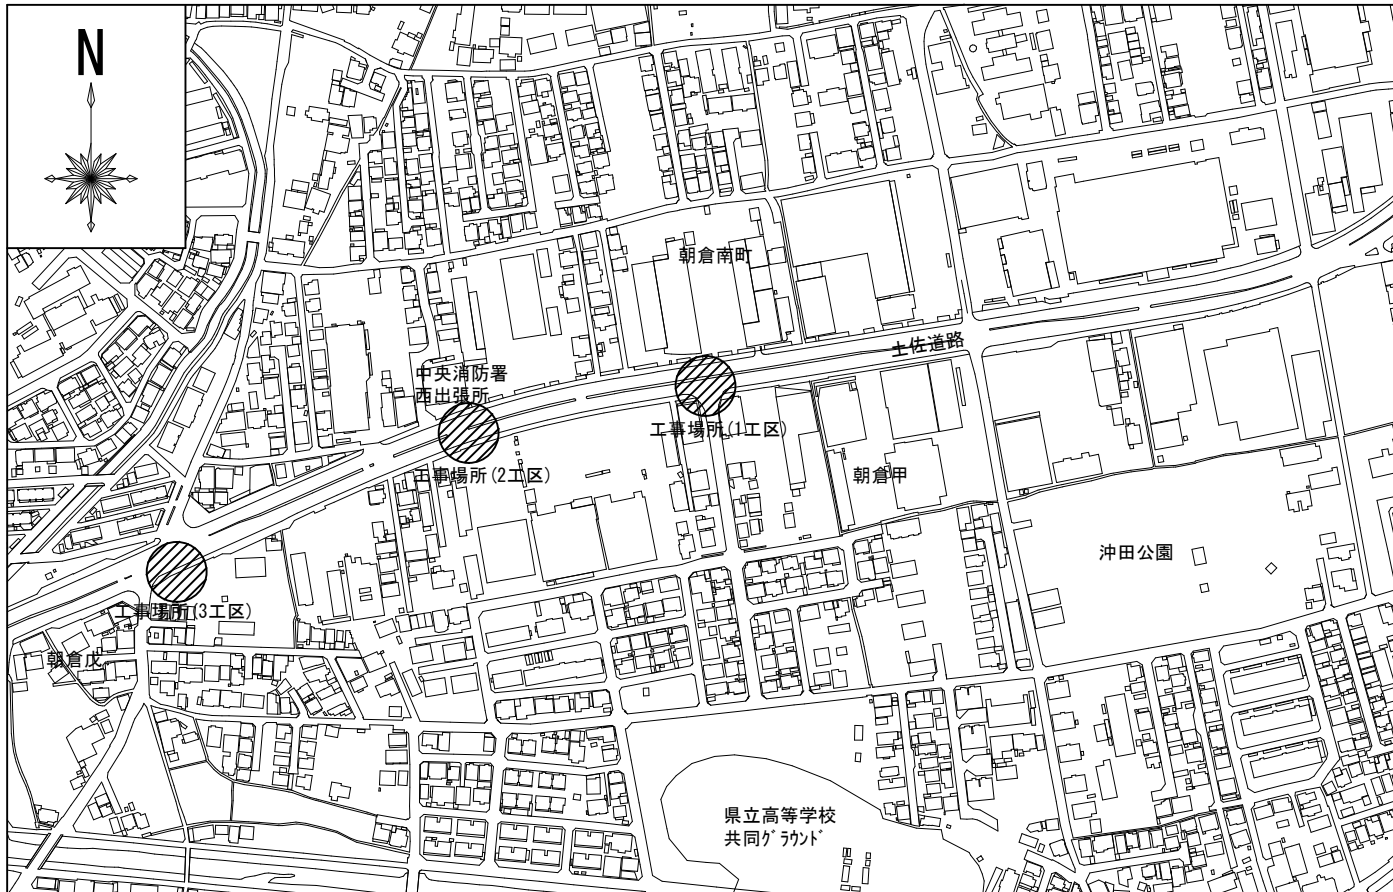 N
朝倉南町
土佐道路
中央消防署
西出張所
工事場所(1工区)
工事場所(2工区)
朝倉甲
沖田公園
工事場所(3工区)
朝倉戊
県立高等学校
共同グラウンド